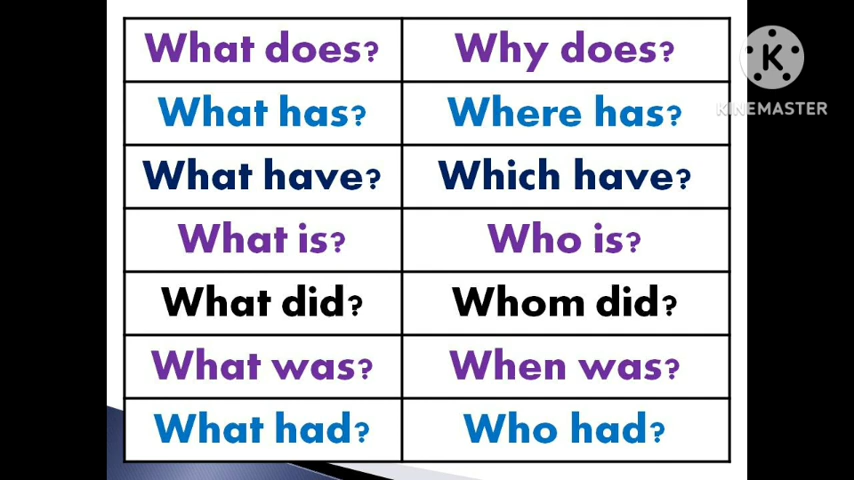 What does? Why does?
What has? Where has?
What have? Which have?
What is? Who is?
What did? Whom did?
What was? When was?
What had? Who had?
K
KINEMASTER